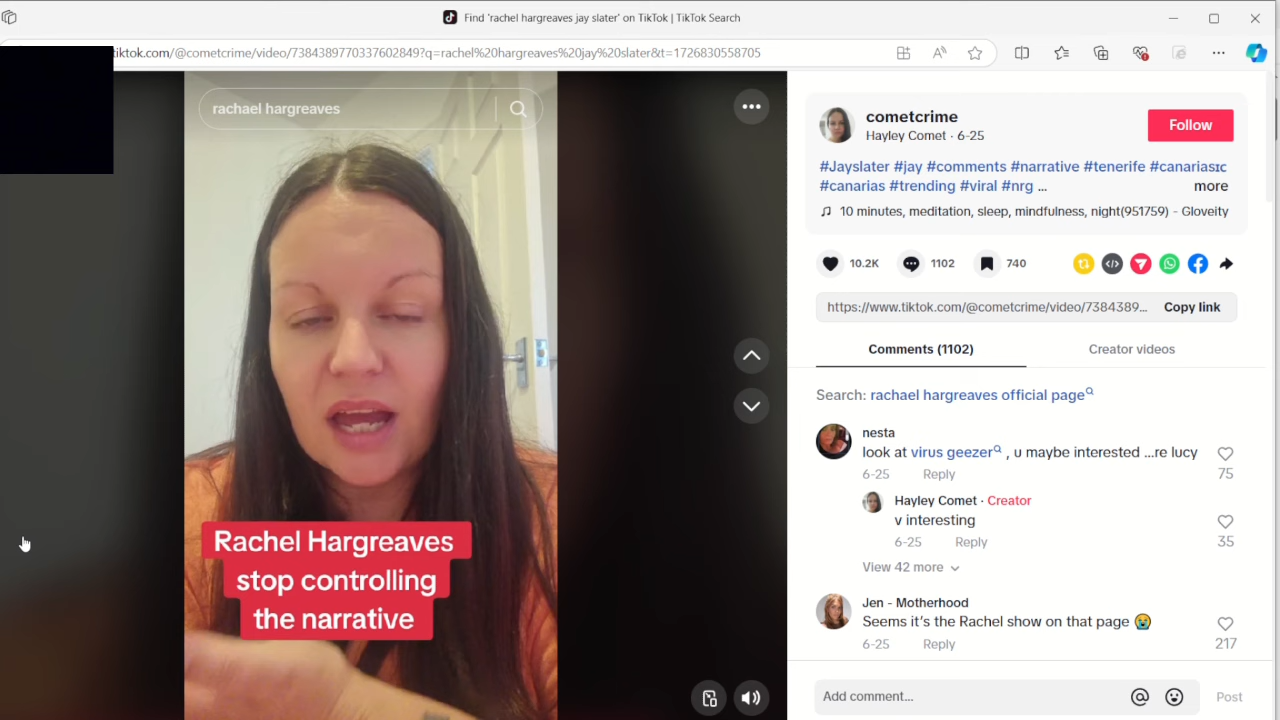 Find 'rachel hargreaves jay slater' on TikTok | TikTok Search
tiktok.com/@cometcrime/video/7384389770337602849?q=rachel%20hargreaves%20jay%20slater&t=1726830558705
rachael hargreaves
Rachel Hargreaves
stop controlling
the narrative
cometcrime
Hayley Comet · 6-25
Follow
#Jayslater #jay #comments #narrative #tenerife #canarias
#canarias #trending #viral #nrg ...
more
10 minutes, meditation, sleep, mindfulness, night(951759) - Gloveity
10.2K
1102
740
https://www.tiktok.com/@cometcrime/video/7384389...
Copy link
Comments (1102)
Creator videos
Search: rachael hargreaves official page
nesta
look at virus geezer , u maybe interested ...re lucy
75
6-25
Reply
Hayley Comet · Creator
v interesting
35
6-25
Reply
View 42 more
Jen - Motherhood
Seems it's the Rachel show on that page 😭
217
6-25
Reply
Add comment...
Post